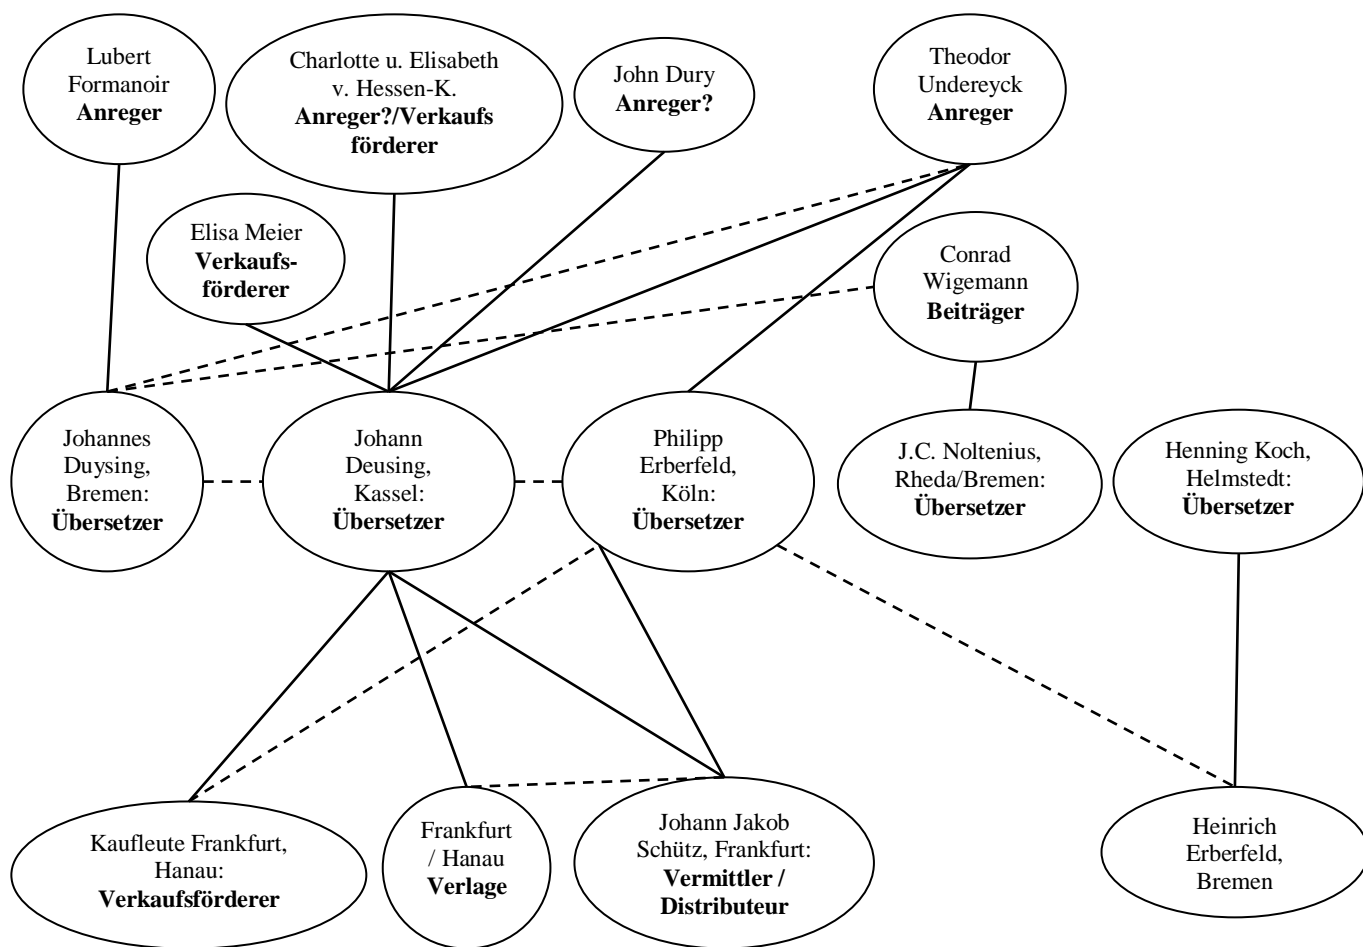 Lubert
Formanoir
Anreger
Charlotte u. Elisabeth
v. Hessen-K.
Anreger?/Verkaufs
förderer
John Dury
Anreger?
Theodor
Undereyck
Anreger
Elisa Meier
Verkaufs-
förderer
Conrad
Wigemann
Beiträger
Johannes
Duysing,
Bremen:
Übersetzer
Johann
Deusing,
Kassel:
Übersetzer
Philipp
Erberfeld,
Köln:
Übersetzer
J.C. Noltenius,
Rheda/Bremen:
Übersetzer
Henning Koch,
Helmstedt:
Übersetzer
Kaufleute Frankfurt,
Hanau:
Verkaufsförderer
Frankfurt
/ Hanau
Verlage
Johann Jakob
Schütz, Frankfurt:
Vermittler /
Distributeur
Heinrich
Erberfeld,
Bremen